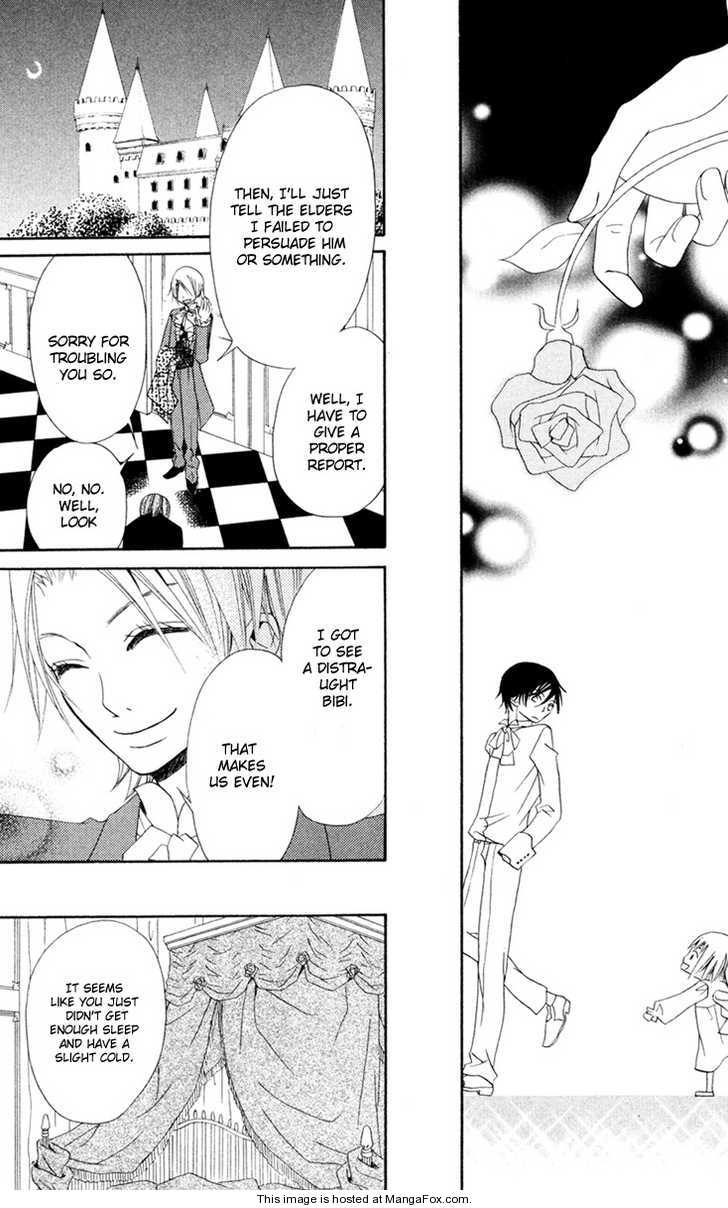 THEN, I'LL JUST
TELL THE ELDERS
I FAILED TO
PERSUADE HIM
OR SOMETHING.
WELL, I
HAVE TO
GIVE A
PROPER
REPORT.
SORRY FOR
TROUBLING
YOU SO.
NO, NO.
WELL,
LOOK
I GOT
TO SEE
A DISTRA-
UGHT
BIBI.
THAT
MAKES
US EVEN!
IT SEEMS
LIKE YOU JUST
DIDN'T GET
ENOUGH SLEEP
AND HAVE A
SLIGHT COLD.
This image is hosted at MangaFox.com.